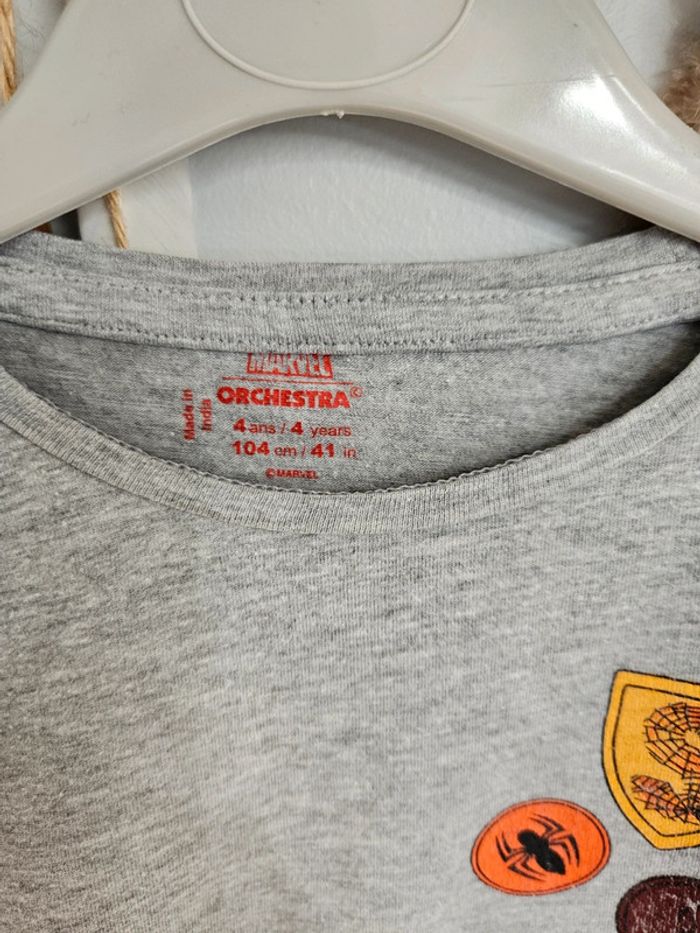 MARVEL
ORCHESTRA©
Made in
India
4 ans / 4 years
104 cm / 41 in
©MARVEL